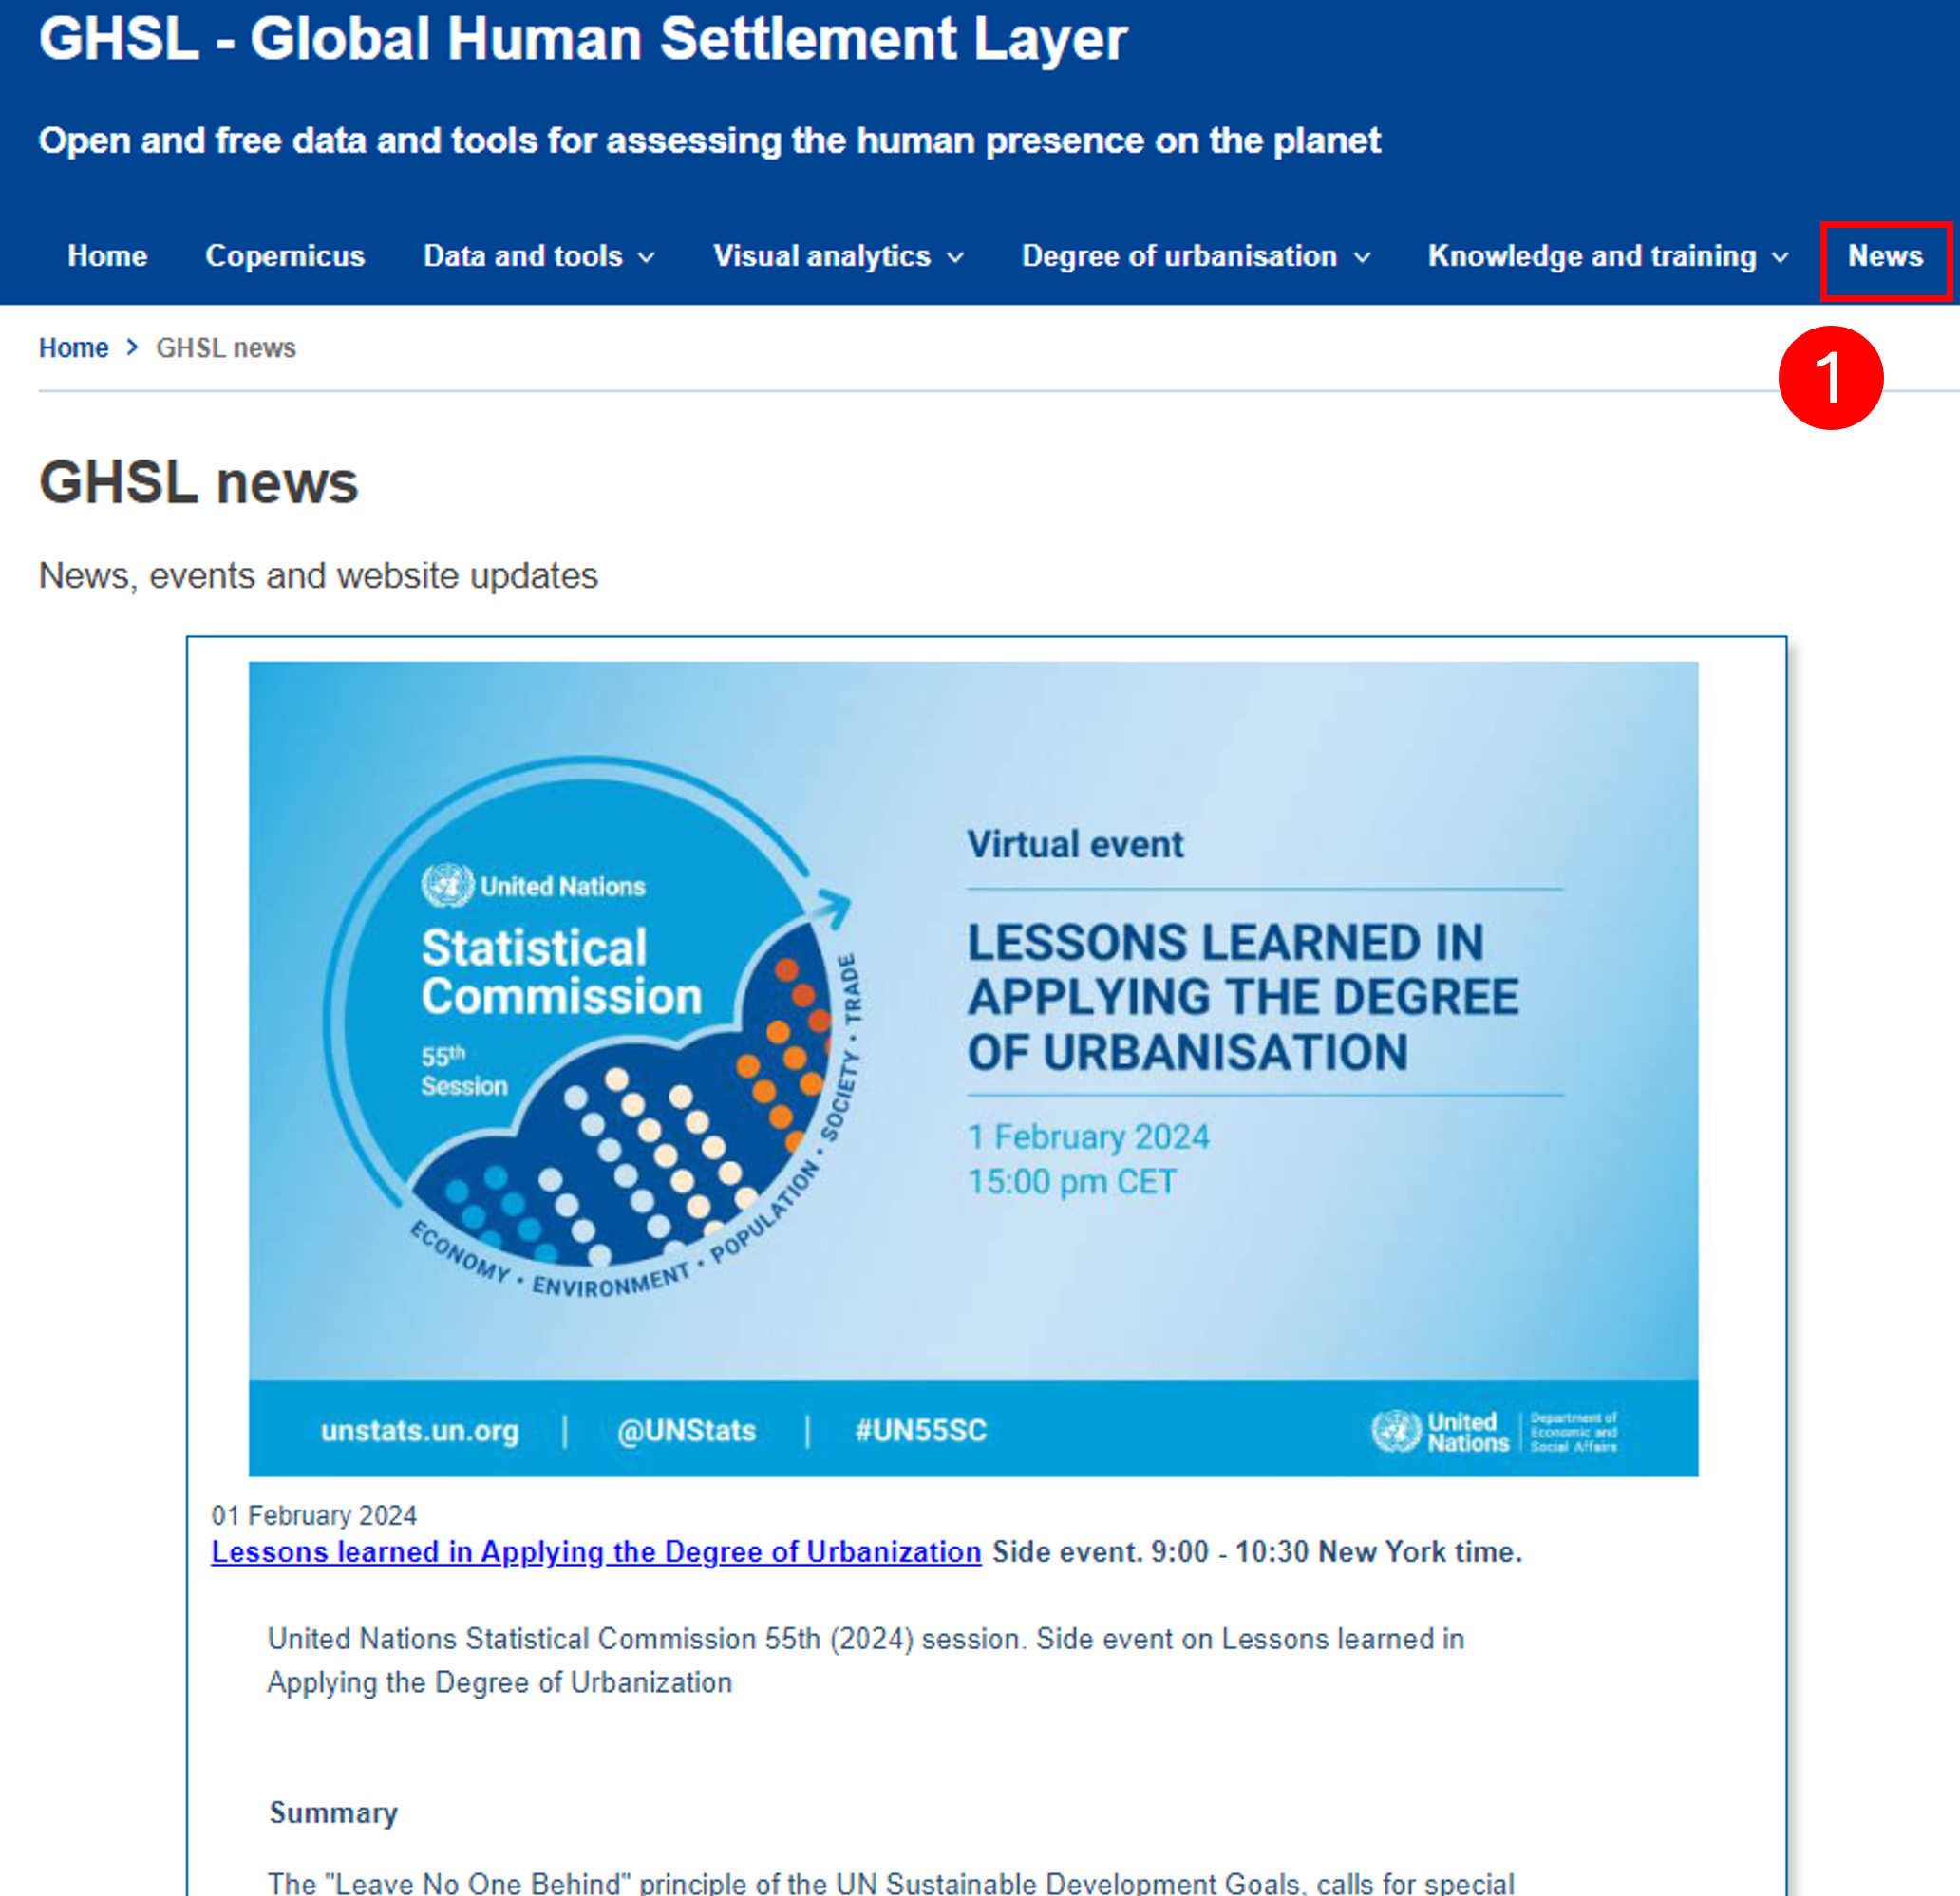 GHSL - Global Human Settlement Layer
Open and free data and tools for assessing the human presence on the planet
Home Copernicus Data and tools Visual analytics Degree of urbanisation Knowledge and training News
Home > GHSL news
1
GHSL news
News, events and website updates
United Nations
Statistical
Commission
55th
Session
ECONOMY • ENVIRONMENT • POPULATION • SOCIETY • TRADE
Virtual event
LESSONS LEARNED IN
APPLYING THE DEGREE
OF URBANISATION
1 February 2024
15:00 pm CET
unstats.un.org | @UNStats | #UN55SC
United
Nations
Department of
Economic and
Social Affairs
01 February 2024
Lessons learned in Applying the Degree of Urbanization Side event. 9:00 - 10:30 New York time.
United Nations Statistical Commission 55th (2024) session. Side event on Lessons learned in
Applying the Degree of Urbanization
Summary
The "Leave No One Behind" principle of the UN Sustainable Development Goals, calls for special